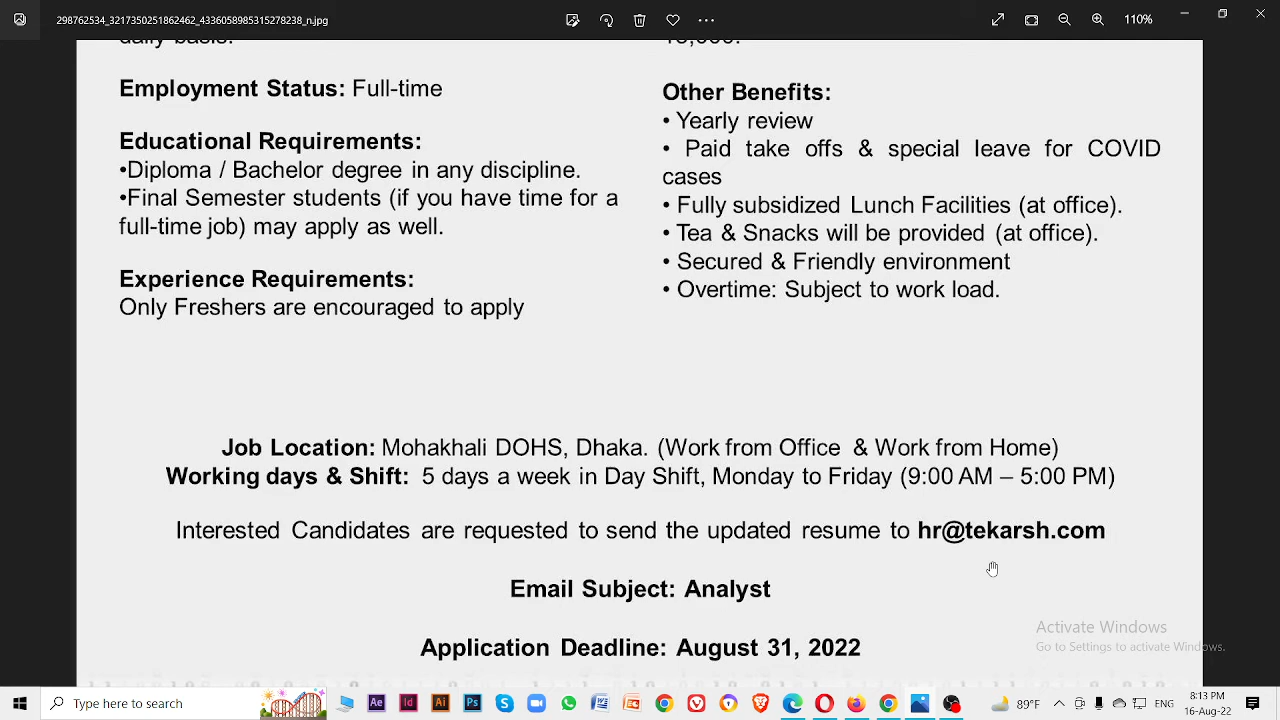 298762534_3217350251862462_4336059898531527838_n.jpg
110%
Employment Status: Full-time
Educational Requirements:
•Diploma / Bachelor degree in any discipline.
•Final Semester students (if you have time for a
full-time job) may apply as well.
Experience Requirements:
Only Freshers are encouraged to apply
Other Benefits:
• Yearly review
• Paid take offs & special leave for COVID
cases
• Fully subsidized Lunch Facilities (at office).
• Tea & Snacks will be provided (at office).
• Secured & Friendly environment
• Overtime: Subject to work load.
Job Location: Mohakhali DOHS, Dhaka. (Work from Office & Work from Home)
Working days & Shift: 5 days a week in Day Shift, Monday to Friday (9:00 AM – 5:00 PM)
Interested Candidates are requested to send the updated resume to hr@tekarsh.com
Email Subject: Analyst
Application Deadline: August 31, 2022
Activate Windows
Go to Settings to activate Windows.
Type here to search
Ae
Id
Ai
Ps
89°F
ENG
8:13 PM
16-Aug-22